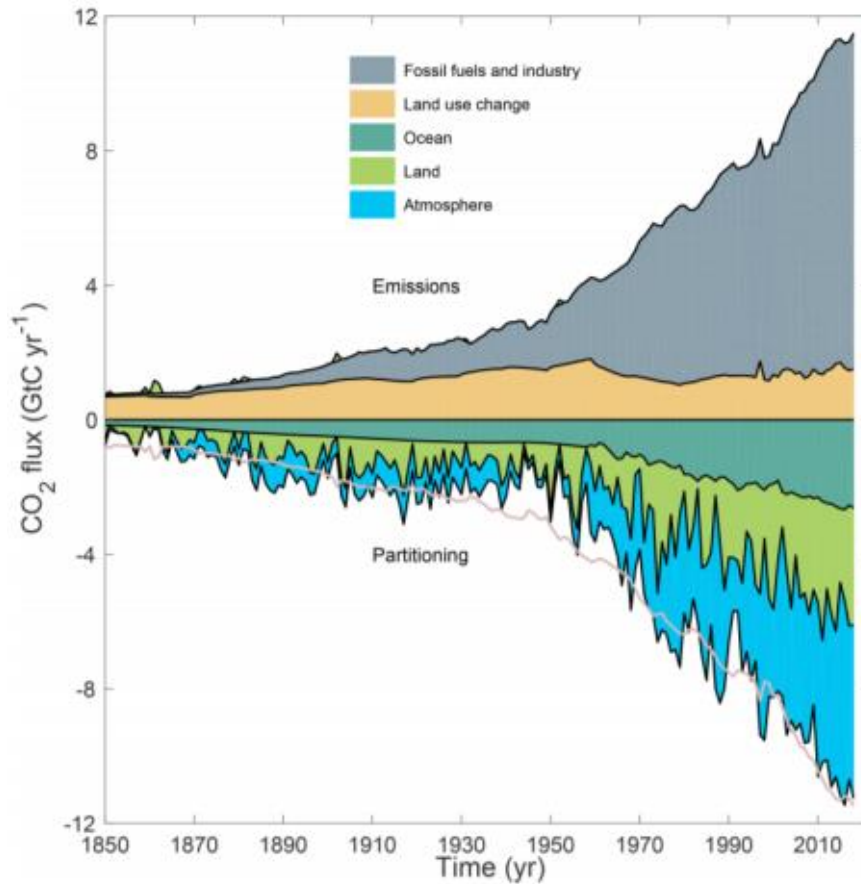 12
8
4
0
-4
-8
-12
CO2 flux (GtC yr-1)
Fossil fuels and industry
Land use change
Ocean
Land
Atmosphere
Emissions
Partitioning
1850 1870 1890 1910 1930 1950 1970 1990 2010
Time (yr)